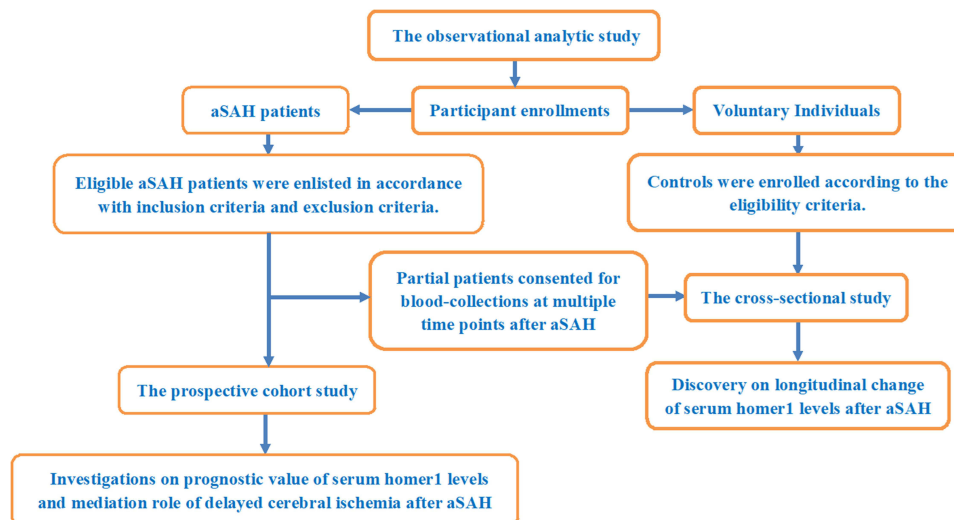 The observational analytic study
aSAH patients
Participant enrollments
Voluntary Individuals
Eligible aSAH patients were enlisted in accordance
with inclusion criteria and exclusion criteria.
Controls were enrolled according to the
eligibility criteria.
Partial patients consented for
blood-collections at multiple
time points after aSAH
The cross-sectional study
The prospective cohort study
Discovery on longitudinal change
of serum homer1 levels after aSAH
Investigations on prognostic value of serum homer1 levels
and mediation role of delayed cerebral ischemia after aSAH